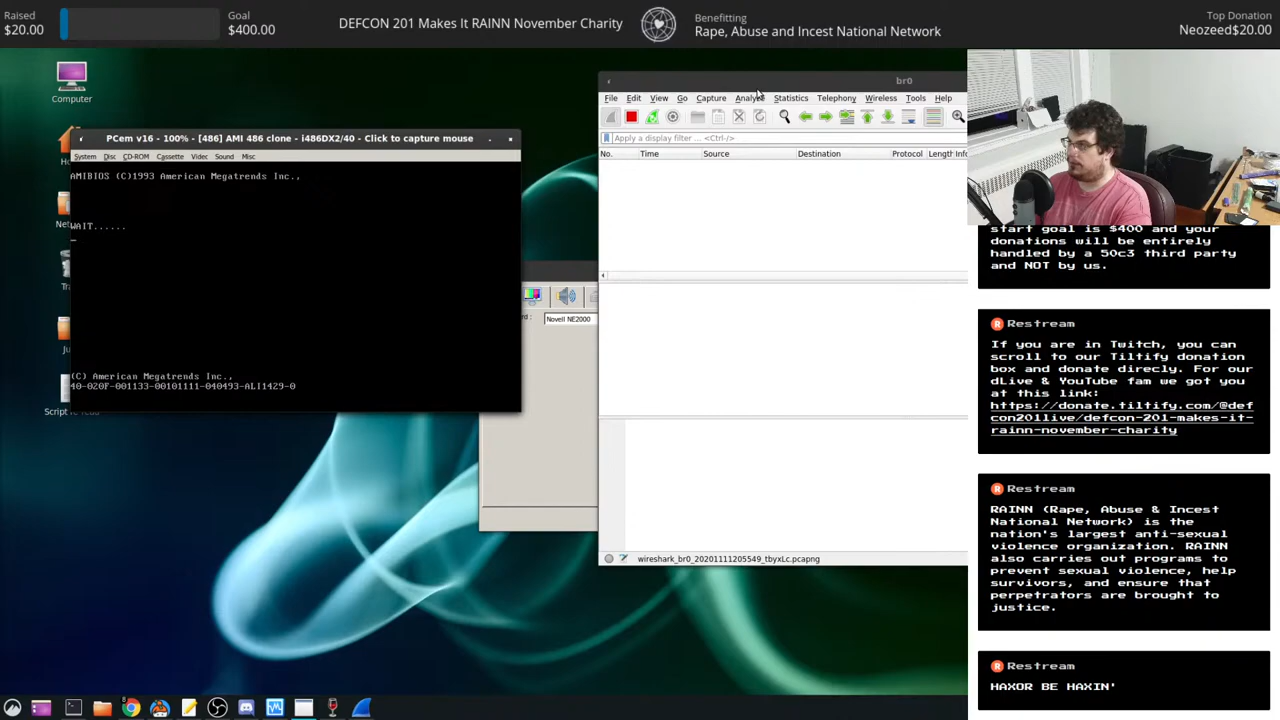 Raised
$20.00
Goal
$400.00
DEFCON 201 Makes It RAINN November Charity
Benefitting
Rape, Abuse and Incest National Network
Top Donation
Neozeed$20.00
Computer
PCem v16 - 100% - [486] AMI 486 clone - i486DX2/40 - Click to capture mouse
System Disc CD-ROM Cassette Video Sound Misc
AMIBIOS (C)1993 American Megatrends Inc.,
WAIT......
(C) American Megatrends Inc.,
40-020F-001133-00101111-040493-ALI1429-0
Novell NE2000
br0
File Edit View Go Capture Analyze Statistics Telephony Wireless Tools Help
Apply a display filter ... <Ctrl-/>
No. Time Source Destination Protocol Length Info
wireshark_br0_20201111205549_tbyxLc.pcapng
start goal is $400 and your
donations will be entirely
handled by a 50c3 third party
and NOT by us.
Restream
If you are in Twitch, you can
scroll to our Tiltify donation
box and donate direcly. For our
dLive & YouTube fam we got you
at this link:
https://donate.tiltify.com/@def
con201live/defcon-201-makes-it-
rainn-november-charity
Restream
RAINN (Rape, Abuse & Incest
National Network) is the
nation's largest anti-sexual
violence organization. RAINN
also carries out programs to
prevent sexual violence, help
survivors, and ensure that
perpetrators are brought to
justice.
Restream
HAXOR BE HAXIN'